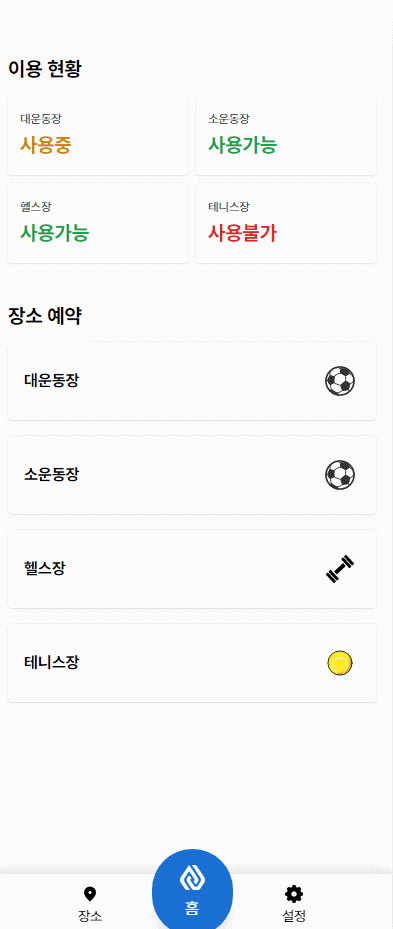 이용 현황
대운동장
사용중
소운동장
사용가능
헬스장
사용가능
테니스장
사용불가
장소 예약
대운동장
소운동장
헬스장
테니스장
장소
홈
설정